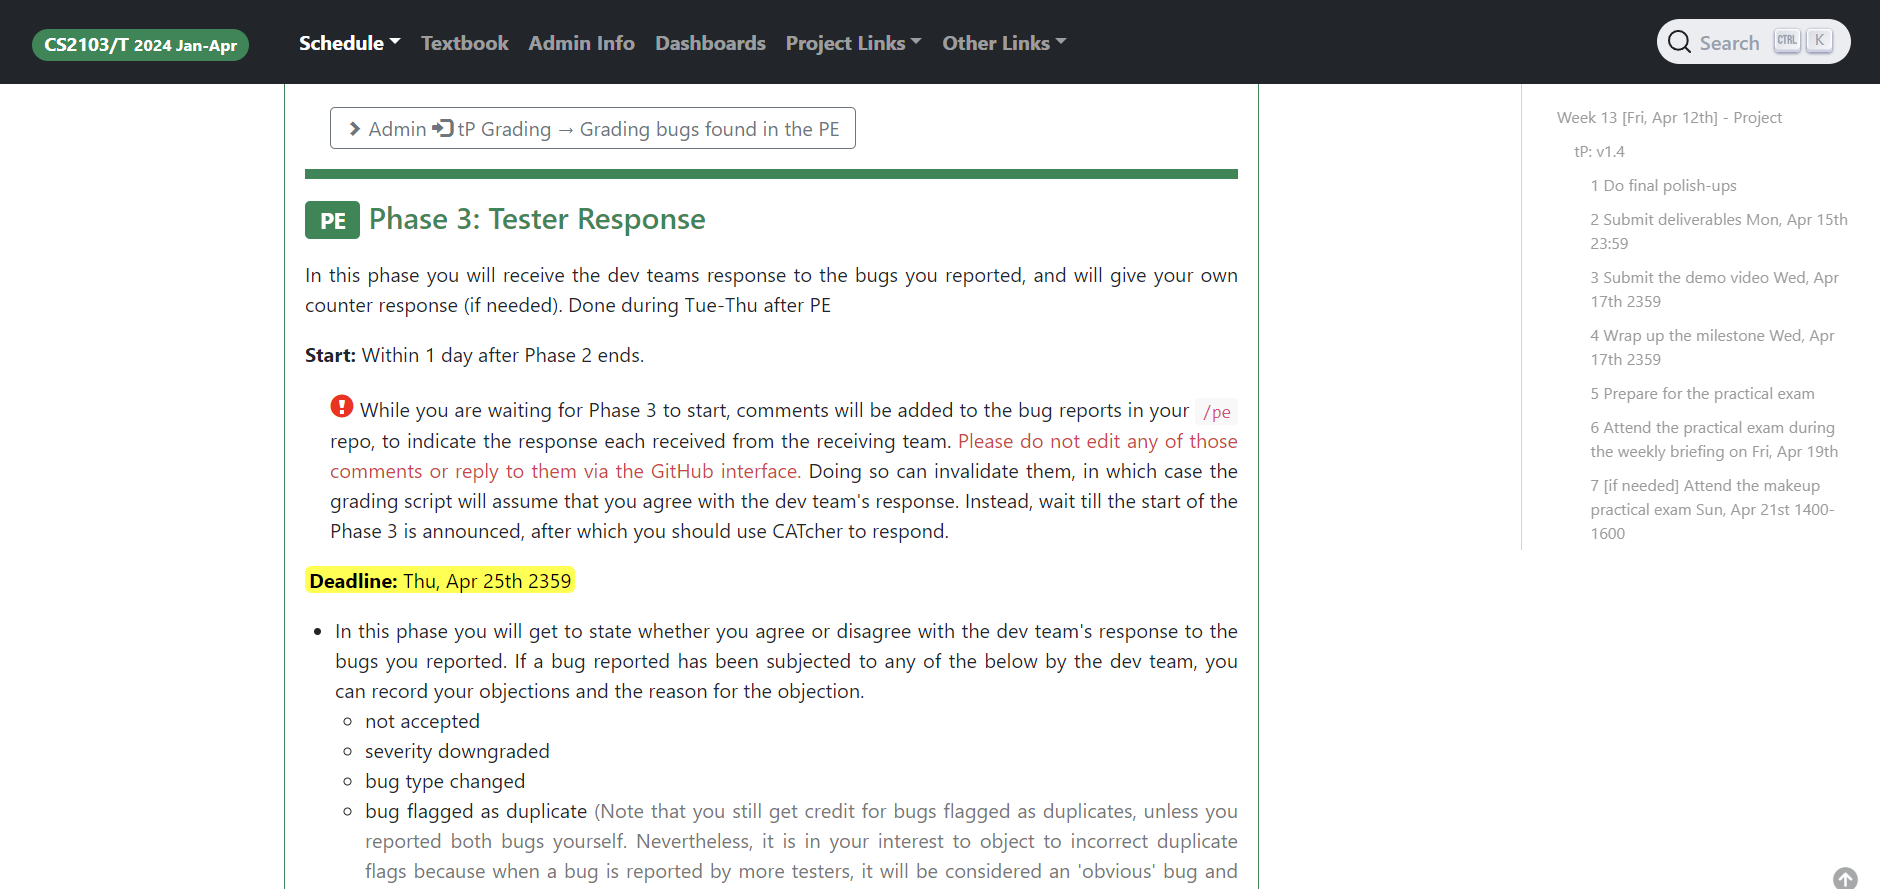 CS2103/T 2024 Jan-Apr
Schedule
Textbook
Admin Info
Dashboards
Project Links
Other Links
Search CTRL K
Admin tP Grading → Grading bugs found in the PE
PE Phase 3: Tester Response
In this phase you will receive the dev teams response to the bugs you reported, and will give your own
counter response (if needed). Done during Tue-Thu after PE
Start: Within 1 day after Phase 2 ends.
While you are waiting for Phase 3 to start, comments will be added to the bug reports in your /pe
repo, to indicate the response each received from the receiving team. Please do not edit any of those
comments or reply to them via the GitHub interface. Doing so can invalidate them, in which case the
grading script will assume that you agree with the dev team's response. Instead, wait till the start of the
Phase 3 is announced, after which you should use CATcher to respond.
Deadline: Thu, Apr 25th 2359
• In this phase you will get to state whether you agree or disagree with the dev team's response to the
bugs you reported. If a bug reported has been subjected to any of the below by the dev team, you
can record your objections and the reason for the objection.
◦ not accepted
◦ severity downgraded
◦ bug type changed
◦ bug flagged as duplicate (Note that you still get credit for bugs flagged as duplicates, unless you
reported both bugs yourself. Nevertheless, it is in your interest to object to incorrect duplicate
flags because when a bug is reported by more testers, it will be considered an 'obvious' bug and
Week 13 [Fri, Apr 12th] - Project
tP: v1.4
1 Do final polish-ups
2 Submit deliverables Mon, Apr 15th
23:59
3 Submit the demo video Wed, Apr
17th 2359
4 Wrap up the milestone Wed, Apr
17th 2359
5 Prepare for the practical exam
6 Attend the practical exam during
the weekly briefing on Fri, Apr 19th
7 [if needed] Attend the makeup
practical exam Sun, Apr 21st 1400-
1600